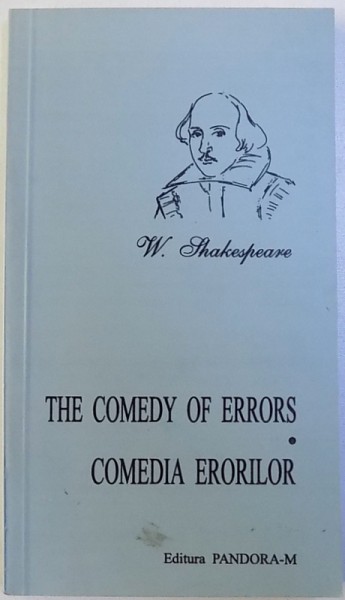 W. Shakespeare
THE COMEDY OF ERRORS
•
COMEDIA ERORILOR
Editura PANDORA-M